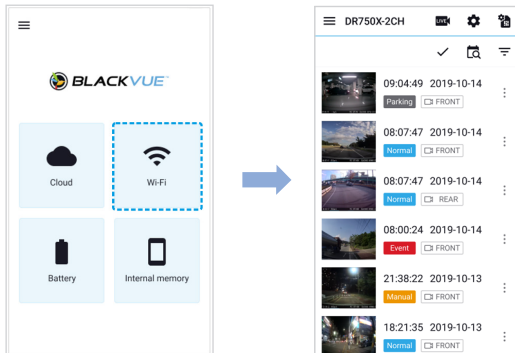 BLACKVUE
Cloud
Wi-Fi
Battery
Internal memory
DR750X-2CH
LIVE
09:04:49 2019-10-14
Parking FRONT
08:07:47 2019-10-14
Normal FRONT
08:07:47 2019-10-14
Normal REAR
08:00:24 2019-10-14
Event FRONT
21:38:22 2019-10-13
Manual FRONT
18:21:35 2019-10-13
Normal FRONT